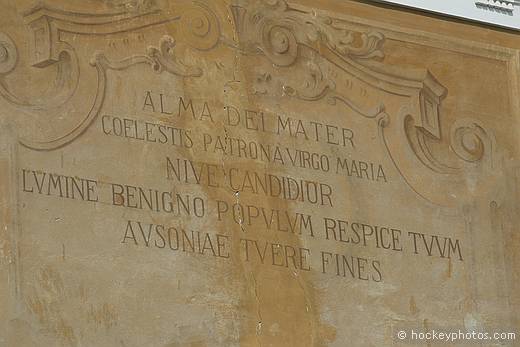 ALMA DEI MATER
COELESTIS PATRONA VIRGO MARIA
NIVE CANDIDIOR
LVMINE BENIGNO POPVLVM RESPICE TVVM
AVSONIAE TVERE FINES
© hockeyphotos.com